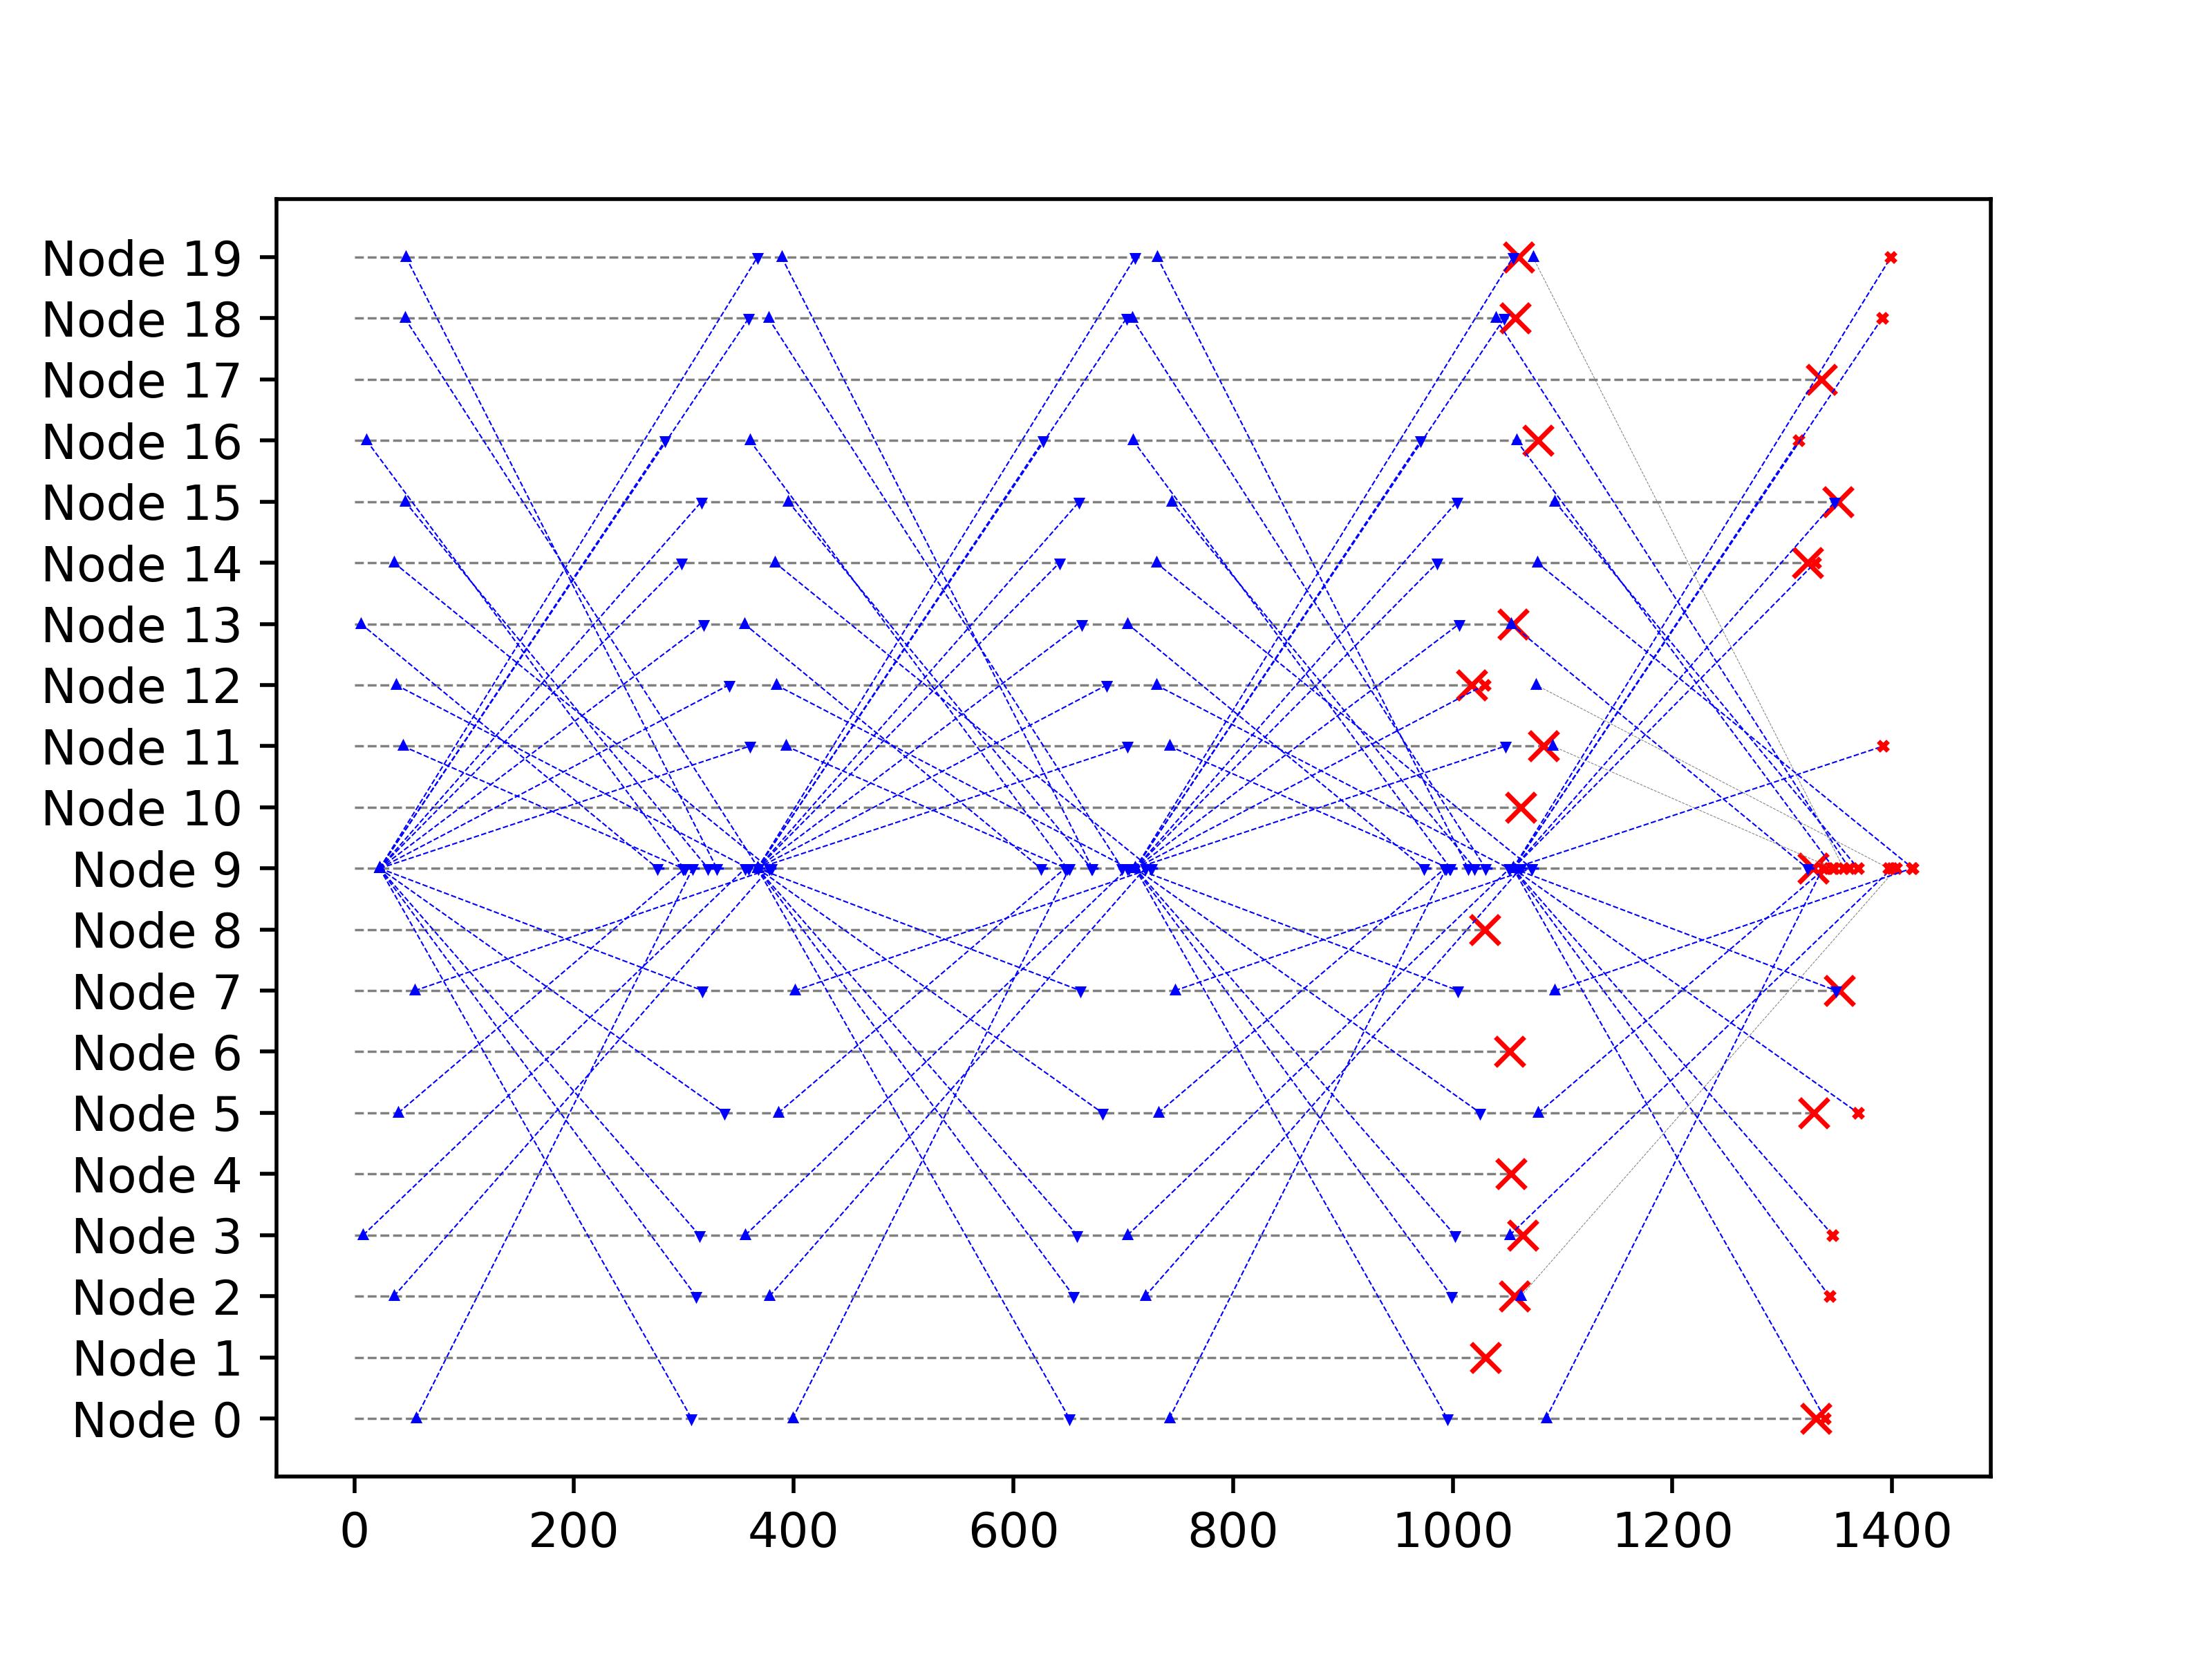 Node 19
Node 18
Node 17
Node 16
Node 15
Node 14
Node 13
Node 12
Node 11
Node 10
Node 9
Node 8
Node 7
Node 6
Node 5
Node 4
Node 3
Node 2
Node 1
Node 0
0 200 400 600 800 1000 1200 1400